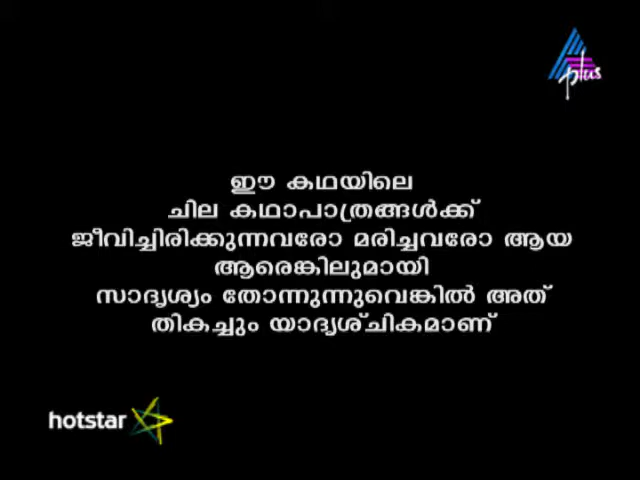 plus
ഈ കഥയിലെ
ചില കഥാപാത്രങ്ങൾക്ക്
ജീവിച്ചിരിക്കുന്നവരോ മരിച്ചവരോ ആയ
ആരെങ്കിലുമായി
സാദൃശ്യം തോന്നുന്നുവെങ്കിൽ അത്
തികച്ചും യാദൃശ്ചികമാണ്
hotstar